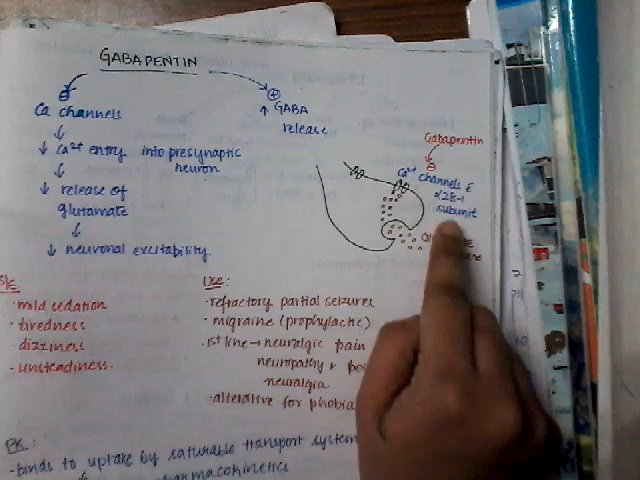 GABAPENTIN
⊖
Ca channels
↓
↓ Ca²⁺ entry into presynaptic
neuron
↓
↓ release of
glutamate
↓
↓ neuronal excitability
⊕
↑ GABA
release
Gabapentin
⊖
Ca²⁺ channels c̄
α2δ-1
subunit
S/E
· mild sedation
· tiredness
· dizziness
· unsteadiness.
Use:
· refractory partial seizures
· migraine (prophylactic)
· 1st line → neuralgic pain
neuropathy +
neuralgia
· alterative for phobia
PK:
- binds to uptake by saturable transport system